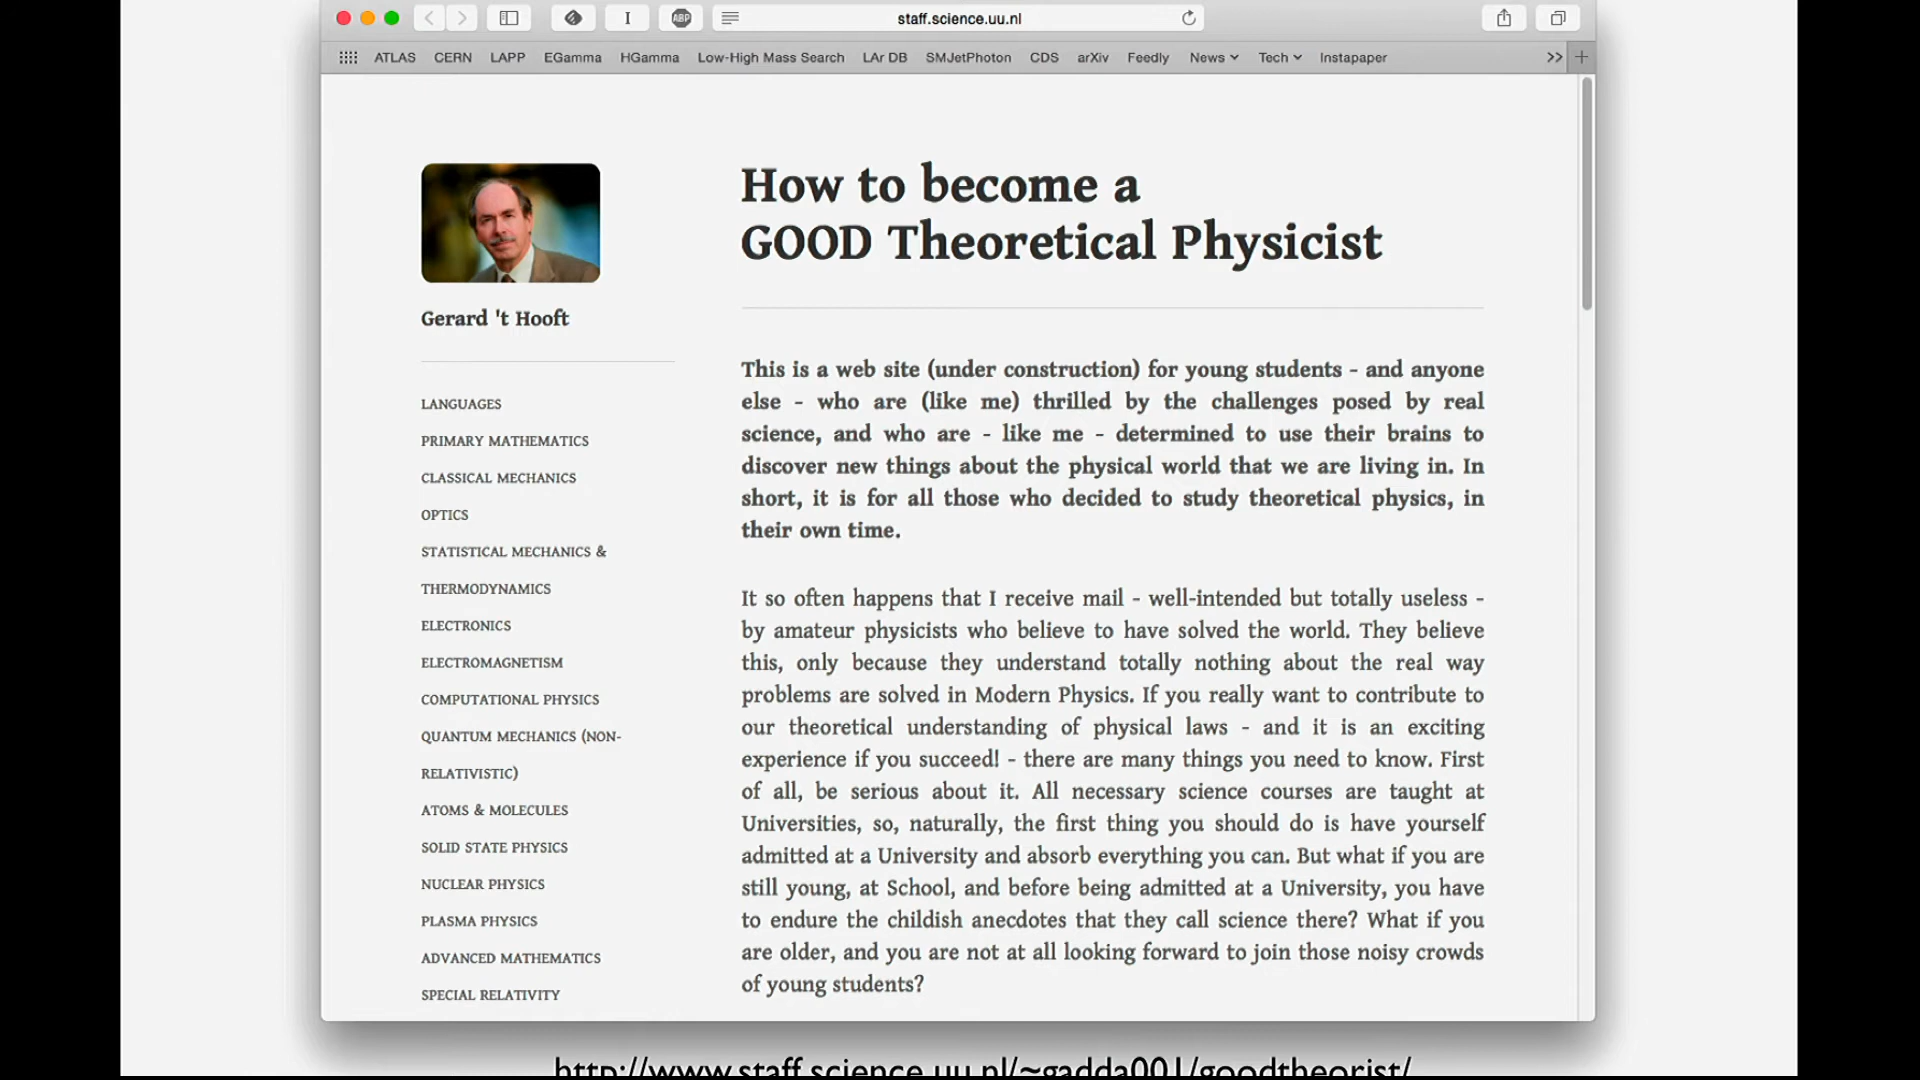 staff.science.uu.nl
ABP
ATLAS CERN LAPP EGamma HGamma Low-High Mass Search LAr DB SMJetPhoton CDS arXiv Feedly News Tech Instapaper
How to become a
GOOD Theoretical Physicist
Gerard 't Hooft
LANGUAGES
PRIMARY MATHEMATICS
CLASSICAL MECHANICS
OPTICS
STATISTICAL MECHANICS &
THERMODYNAMICS
ELECTRONICS
ELECTROMAGNETISM
COMPUTATIONAL PHYSICS
QUANTUM MECHANICS (NON-
RELATIVISTIC)
ATOMS & MOLECULES
SOLID STATE PHYSICS
NUCLEAR PHYSICS
PLASMA PHYSICS
ADVANCED MATHEMATICS
SPECIAL RELATIVITY
This is a web site (under construction) for young students - and anyone
else - who are (like me) thrilled by the challenges posed by real
science, and who are - like me - determined to use their brains to
discover new things about the physical world that we are living in. In
short, it is for all those who decided to study theoretical physics, in
their own time.
It so often happens that I receive mail - well-intended but totally useless -
by amateur physicists who believe to have solved the world. They believe
this, only because they understand totally nothing about the real way
problems are solved in Modern Physics. If you really want to contribute to
our theoretical understanding of physical laws - and it is an exciting
experience if you succeed! - there are many things you need to know. First
of all, be serious about it. All necessary science courses are taught at
Universities, so, naturally, the first thing you should do is have yourself
admitted at a University and absorb everything you can. But what if you are
still young, at School, and before being admitted at a University, you have
to endure the childish anecdotes that they call science there? What if you
are older, and you are not at all looking forward to join those noisy crowds
of young students?
http://www.staff.science.uu.nl/~gadda001/goodtheorist/